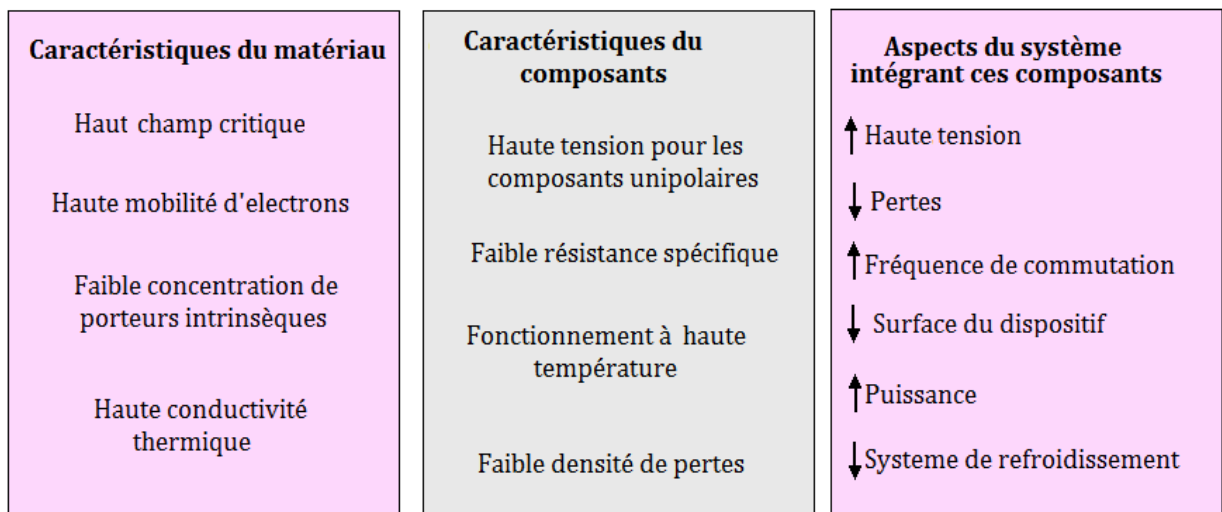 Caractéristiques du matériau
Haut champ critique
Haute mobilité d'electrons
Faible concentration de
porteurs intrinsèques
Haute conductivité
thermique
Caractéristiques du
composants
Haute tension pour les
composants unipolaires
Faible résistance spécifique
Fonctionnement à haute
température
Faible densité de pertes
Aspects du système
intégrant ces composants
Haute tension
Pertes
Fréquence de commutation
Surface du dispositif
Puissance
Systeme de refroidissement